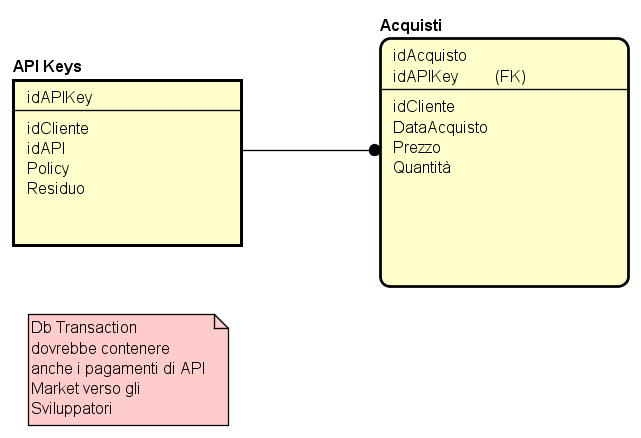 API Keys
idAPIKey
idCliente
idAPI
Policy
Residuo
Acquisti
idAcquisto
idAPIKey (FK)
idCliente
DataAcquisto
Prezzo
Quantità
Db Transaction
dovrebbe contenere
anche i pagamenti di API
Market verso gli
Sviluppatori